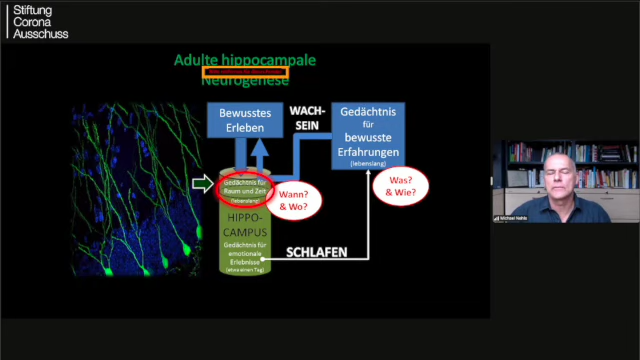 Stiftung
Corona
Ausschuss
Adulte hippocampale
Neurogenese
Bewusstes
Erleben
WACH-
SEIN
Gedächtnis
für
bewusste
Erfahrungen
(lebenslang)
Gedächtnis für
Raum und Zeit
(lebenslang)
Wann?
& Wo?
Was?
& Wie?
HIPPO-
CAMPUS
Gedächtnis für
emotionale
Erlebnisse
(etwa einen Tag)
SCHLAFEN
Michael Nehls